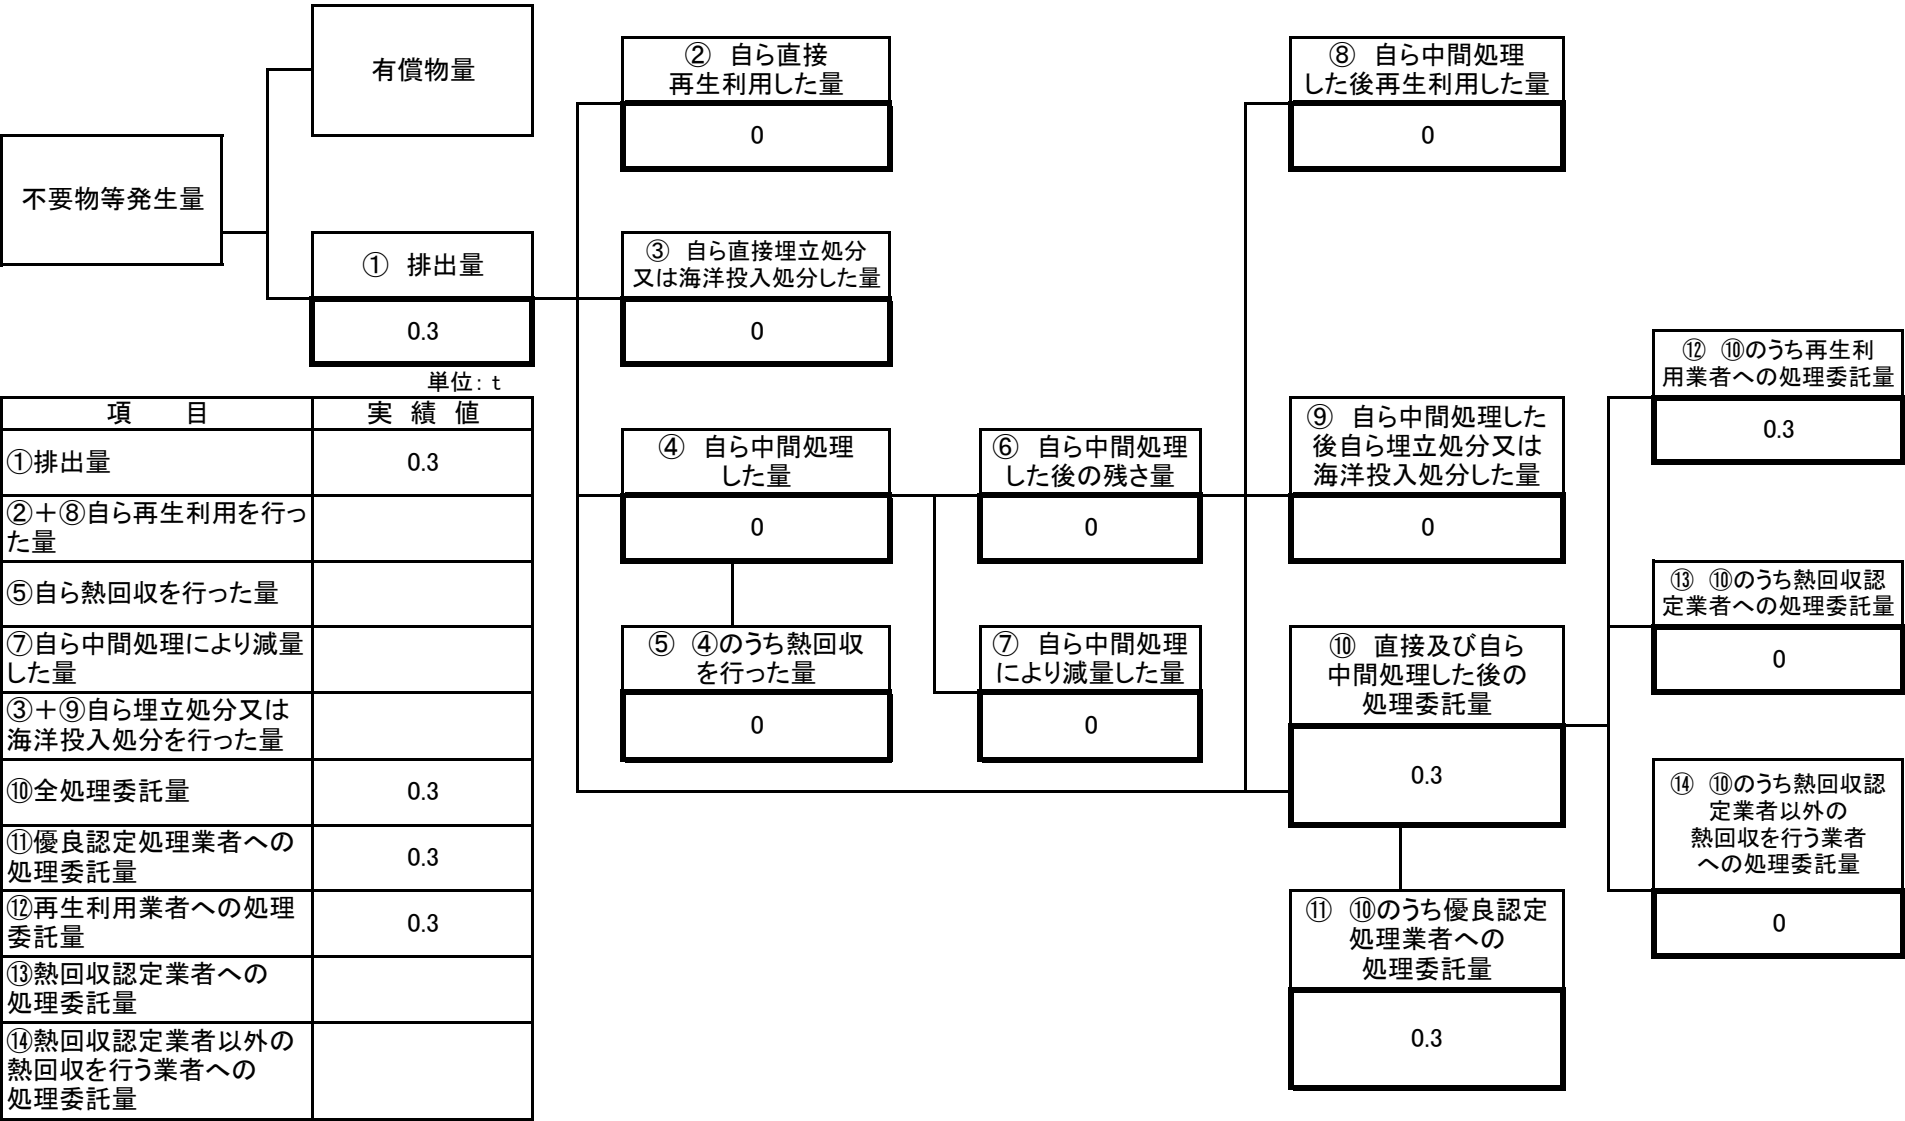 有償物量
不要物等発生量
① 排出量
0.3
② 自ら直接
再生利用した量
0
③ 自ら直接埋立処分
又は海洋投入処分した量
0
④ 自ら中間処理
した量
0
⑤ ④のうち熱回収
を行った量
0
⑥ 自ら中間処理
した後の残さ量
0
⑦ 自ら中間処理
により減量した量
0
⑧ 自ら中間処理
した後再生利用した量
0
⑨ 自ら中間処理した
後自ら埋立処分又は
海洋投入処分した量
0
⑩ 直接及び自ら
中間処理した後の
処理委託量
0.3
⑪ ⑩のうち優良認定
処理業者への
処理委託量
0.3
⑫ ⑩のうち再生利
用業者への処理委託量
0.3
⑬ ⑩のうち熱回収認
定業者への処理委託量
0
⑭ ⑩のうち熱回収認
定業者以外の
熱回収を行う業者
への処理委託量
0
単位：t
項 目 実 績 値
①排出量 0.3
②＋⑧自ら再生利用を行っ
た量
⑤自ら熱回収を行った量
⑦自ら中間処理により減量
した量
③＋⑨自ら埋立処分又は
海洋投入処分を行った量
⑩全処理委託量 0.3
⑪優良認定処理業者への
処理委託量 0.3
⑫再生利用業者への処理
委託量 0.3
⑬熱回収認定業者への
処理委託量
⑭熱回収認定業者以外の
熱回収を行う業者への
処理委託量